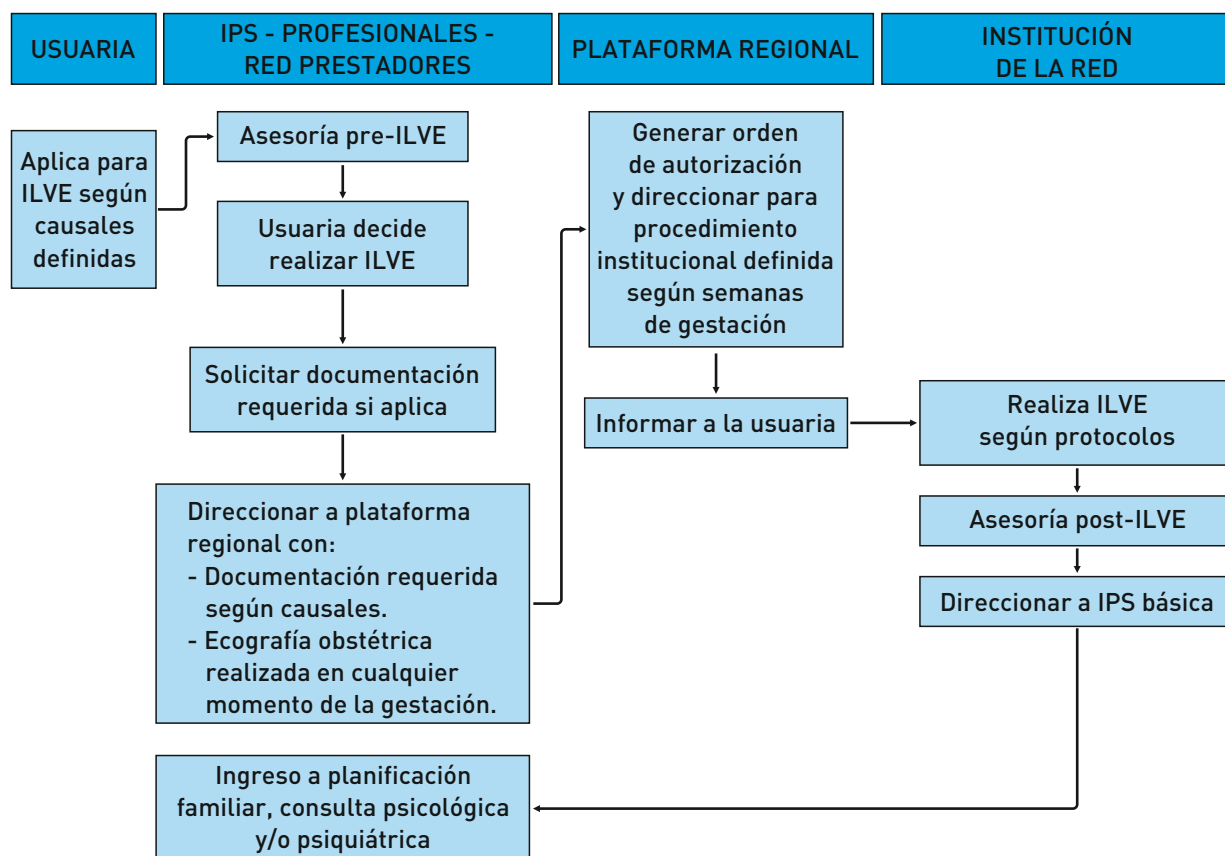 USUARIA
IPS - PROFESIONALES -
RED PRESTADORES
PLATAFORMA REGIONAL
INSTITUCIÓN
DE LA RED
Aplica para
ILVE según
causales
definidas
Asesoría pre-ILVE
Usuaria decide
realizar ILVE
Solicitar documentación
requerida si aplica
Direccionar a plataforma
regional con:
- Documentación requerida
según causales.
- Ecografía obstétrica
realizada en cualquier
momento de la gestación.
Generar orden
de autorización
y direccionar para
procedimiento
institucional definida
según semanas
de gestación
Informar a la usuaria
Realiza ILVE
según protocolos
Asesoría post-ILVE
Direccionar a IPS básica
Ingreso a planificación
familiar, consulta psicológica
y/o psiquiátrica